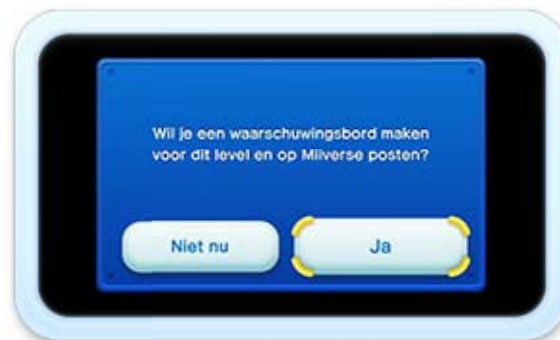 Wil je een waarschuwingsbord maken
voor dit level en op Miiverse posten?
Niet nu
Ja